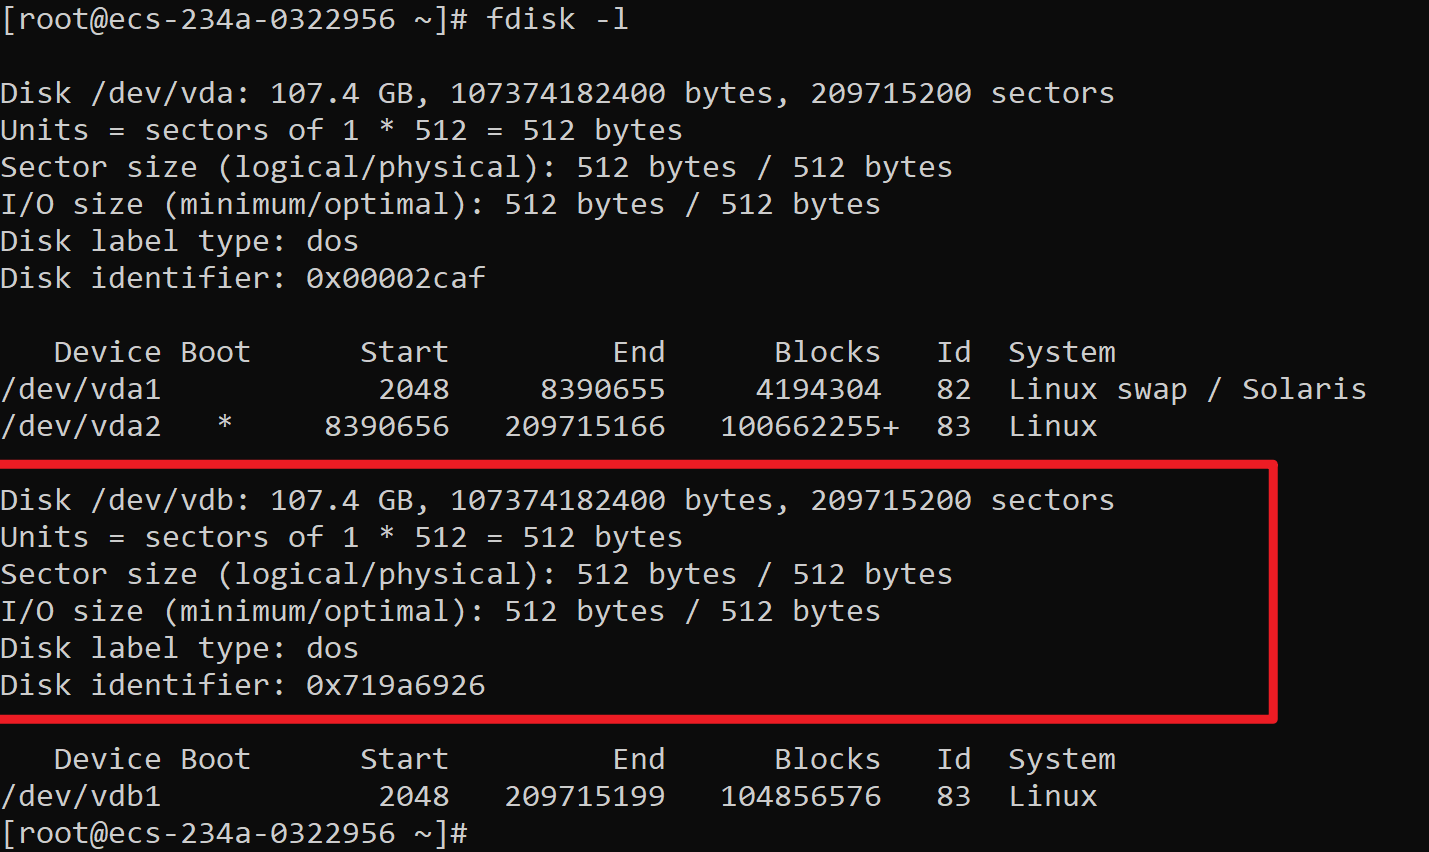 [root@ecs-234a-0322956 ~]# fdisk -l
Disk /dev/vda: 107.4 GB, 107374182400 bytes, 209715200 sectors
Units = sectors of 1 * 512 = 512 bytes
Sector size (logical/physical): 512 bytes / 512 bytes
I/O size (minimum/optimal): 512 bytes / 512 bytes
Disk label type: dos
Disk identifier: 0x00002caf
   Device Boot      Start         End      Blocks   Id  System
/dev/vda1            2048     8390655     4194304   82  Linux swap / Solaris
/dev/vda2   *     8390656   209715166   100662255+  83  Linux
Disk /dev/vdb: 107.4 GB, 107374182400 bytes, 209715200 sectors
Units = sectors of 1 * 512 = 512 bytes
Sector size (logical/physical): 512 bytes / 512 bytes
I/O size (minimum/optimal): 512 bytes / 512 bytes
Disk label type: dos
Disk identifier: 0x719a6926
   Device Boot      Start         End      Blocks   Id  System
/dev/vdb1            2048   209715199   104856576   83  Linux
[root@ecs-234a-0322956 ~]#